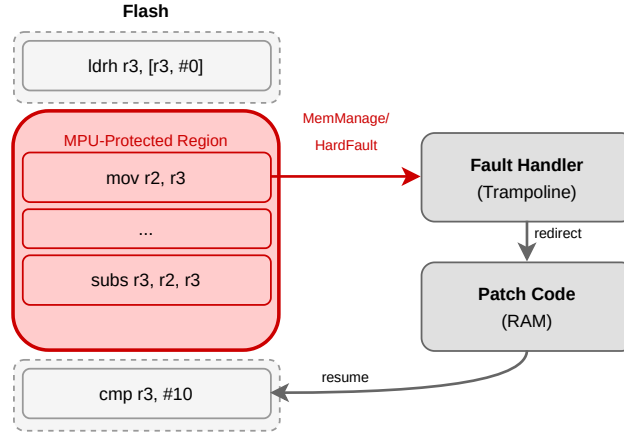 Flash
ldrh r3, [r3, #0]
MPU-Protected Region
mov r2, r3
...
subs r3, r2, r3
cmp r3, #10
MemManage/
HardFault
Fault Handler
(Trampoline)
redirect
Patch Code
(RAM)
resume